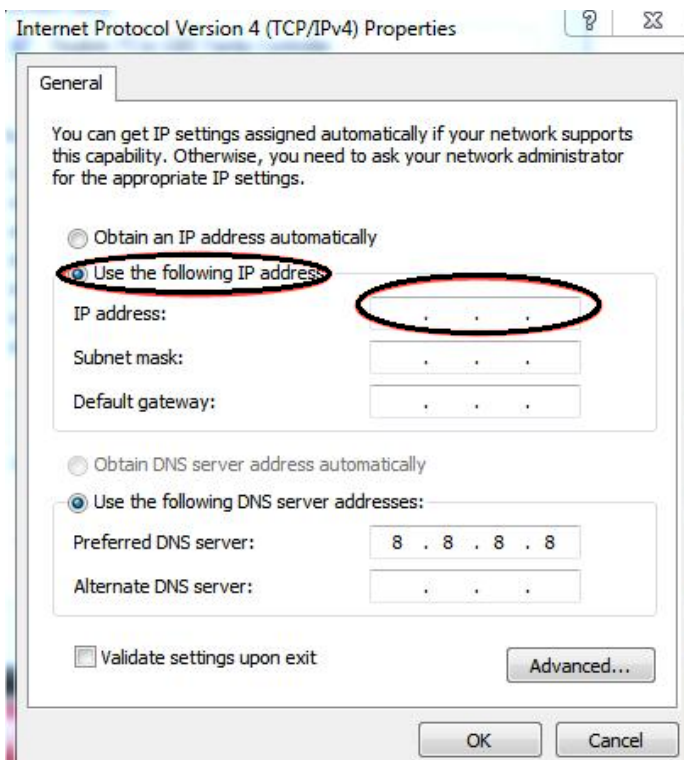 Internet Protocol Version 4 (TCP/IPv4) Properties
General
You can get IP settings assigned automatically if your network supports
this capability. Otherwise, you need to ask your network administrator
for the appropriate IP settings.
Obtain an IP address automatically
Use the following IP address
IP address: . . .
Subnet mask: . . .
Default gateway: . . .
Obtain DNS server address automatically
Use the following DNS server addresses:
Preferred DNS server: 8 . 8 . 8 . 8
Alternate DNS server: . . .
Validate settings upon exit
Advanced...
OK Cancel